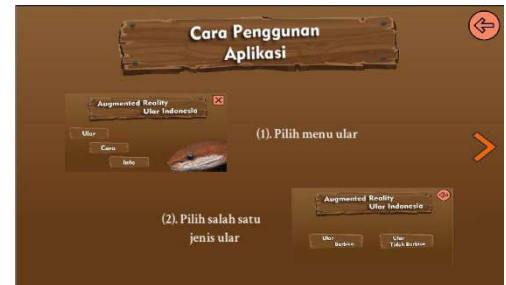 Cara Penggunan
Aplikasi
Augmented Reality
Ular Indonesia
Ular
Cara
Info
(1). Pilih menu ular
(2). Pilih salah satu
jenis ular
Augmented Reality
Ular Indonesia
Ular
Berbisa
Ular
Tidak Berbisa